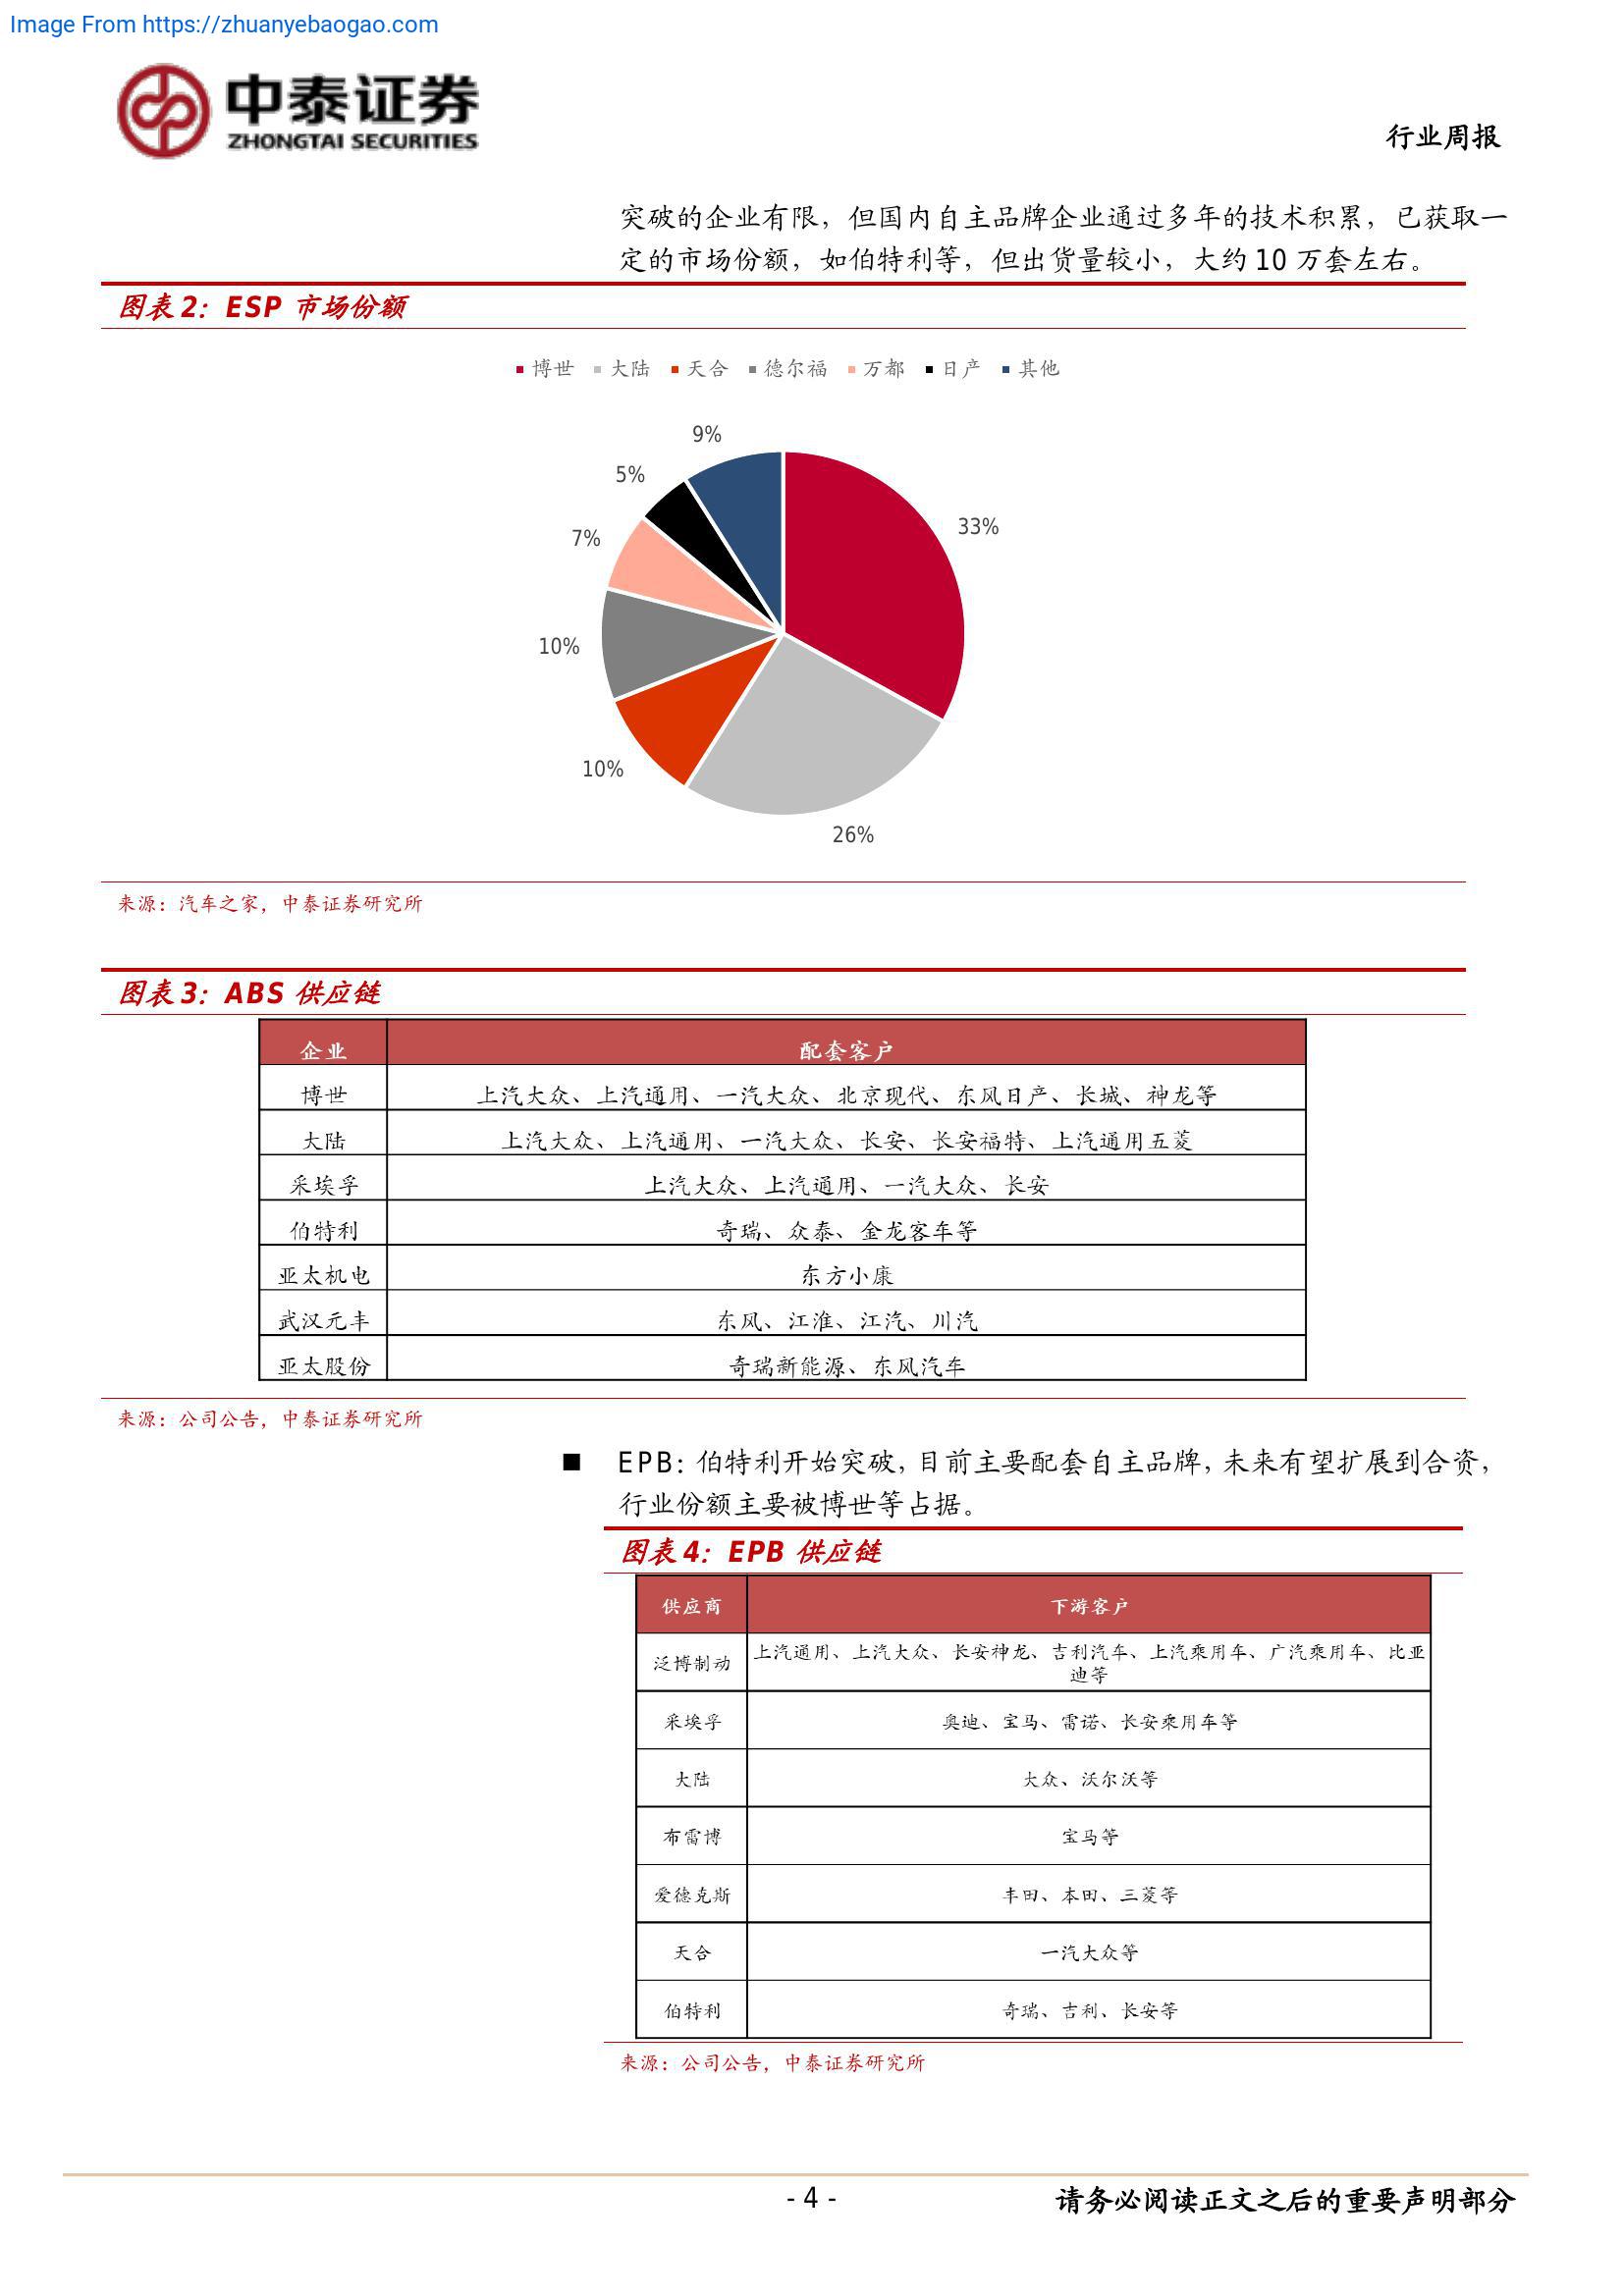 Image From https://zhuanyebaogao.com
中泰证券
ZHONGTAI SECURITIES
行业周报
突破的企业有限，但国内自主品牌企业通过多年的技术积累，已获取一
定的市场份额，如伯特利等，但出货量较小，大约 10 万套左右。
图表 2：ESP 市场份额
博世 大陆 天合 德尔福 万都 日产 其他
9%
5%
33%
7%
10%
10%
26%
来源：汽车之家，中泰证券研究所
图表 3：ABS 供应链
企业 配套客户
博世 上汽大众、上汽通用、一汽大众、北京现代、东风日产、长城、神龙等
大陆 上汽大众、上汽通用、一汽大众、长安、长安福特、上汽通用五菱
采埃孚 上汽大众、上汽通用、一汽大众、长安
伯特利 奇瑞、众泰、金龙客车等
亚太机电 东方小康
武汉元丰 东风、江淮、江汽、川汽
亚太股份 奇瑞新能源、东风汽车
来源：公司公告，中泰证券研究所
■ EPB：伯特利开始突破，目前主要配套自主品牌，未来有望扩展到合资，
行业份额主要被博世等占据。
图表 4：EPB 供应链
供应商 下游客户
泛博制动 上汽通用、上汽大众、长安神龙、吉利汽车、上汽乘用车、广汽乘用车、比亚
迪等
采埃孚 奥迪、宝马、雷诺、长安乘用车等
大陆 大众、沃尔沃等
布雷博 宝马等
爱德克斯 丰田、本田、三菱等
天合 一汽大众等
伯特利 奇瑞、吉利、长安等
来源：公司公告，中泰证券研究所
- 4 -
请务必阅读正文之后的重要声明部分